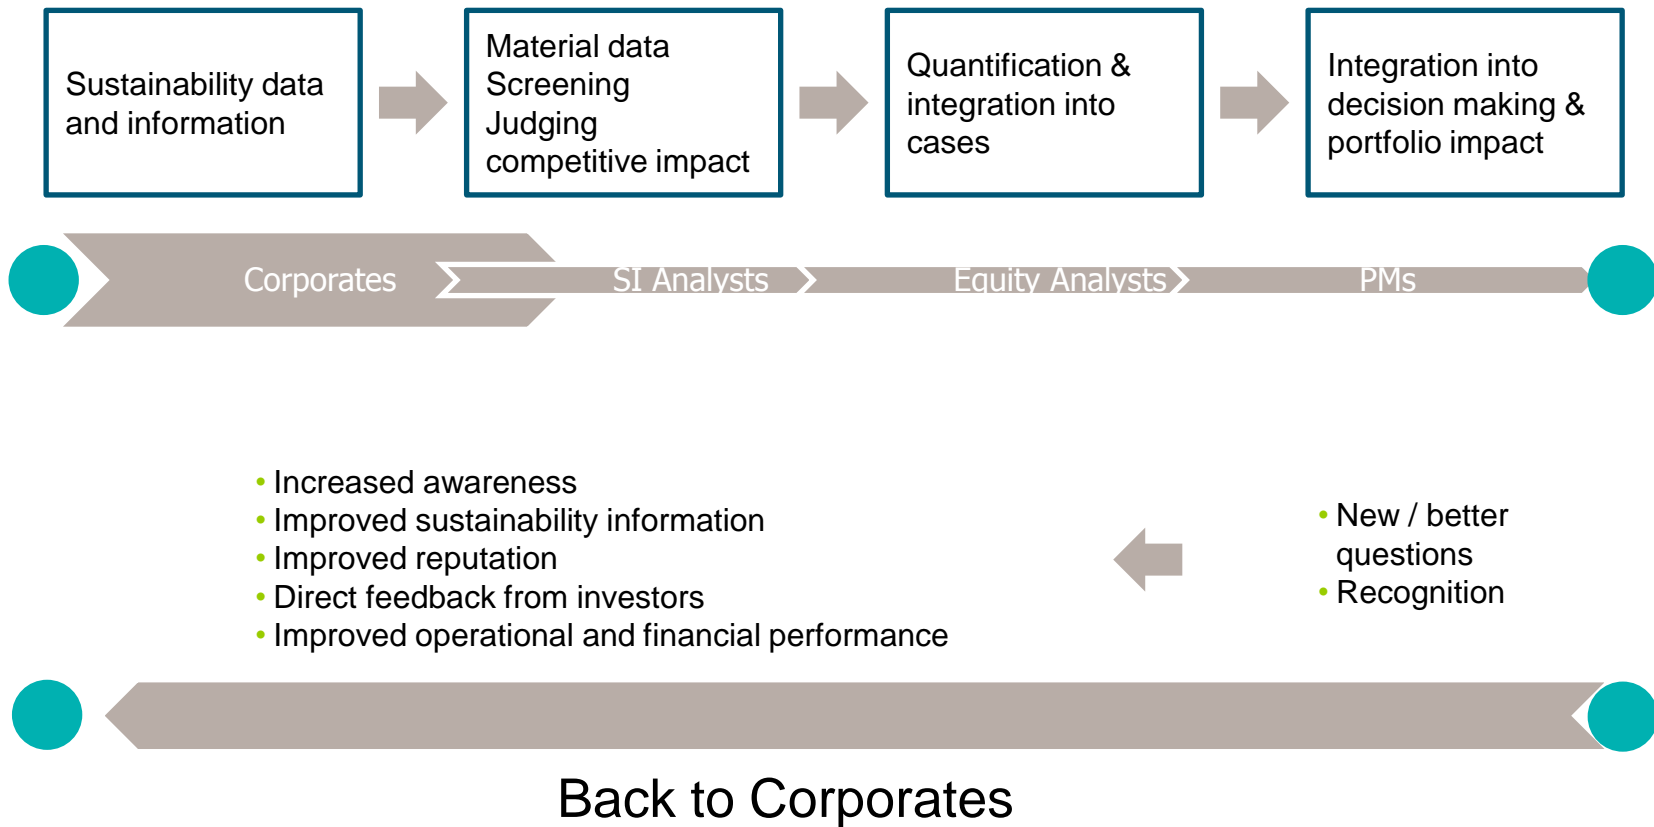 Sustainability data
and information
Material data
Screening
Judging
competitive impact
Quantification &
integration into
cases
Integration into
decision making &
portfolio impact
Corporates
SI Analysts
Equity Analysts
PMs
• Increased awareness
• Improved sustainability information
• Improved reputation
• Direct feedback from investors
• Improved operational and financial performance
• New / better
questions
• Recognition
Back to Corporates